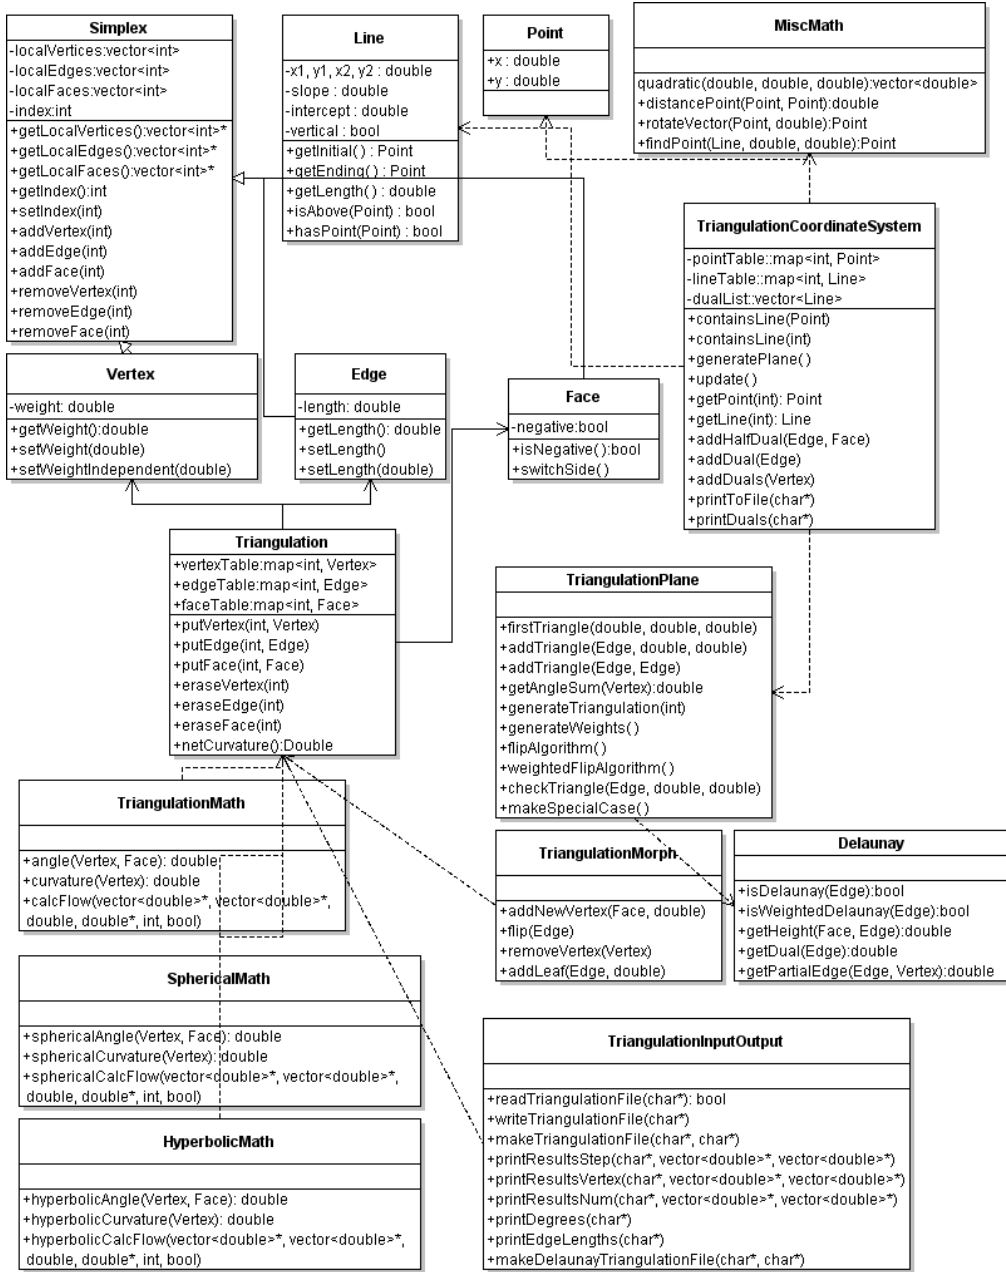 Simplex
-localVertices:vector<int>
-localEdges:vector<int>
-localFaces:vector<int>
-index:int
+getLocalVertices():vector<int>*
+getLocalEdges():vector<int>*
+getLocalFaces():vector<int>*
+getIndex():int
+setIndex(int)
+addVertex(int)
+addEdge(int)
+addFace(int)
+removeVertex(int)
+removeEdge(int)
+removeFace(int)
Line
-x1, y1, x2, y2 : double
-slope : double
-intercept : double
-vertical : bool
+getInitial() : Point
+getEnding() : Point
+getLength() : double
+isAbove(Point) : bool
+hasPoint(Point) : bool
Point
+x : double
+y : double
MiscMath
quadratic(double, double, double):vector<double>
+distancePoint(Point, Point):double
+rotateVector(Point, double):Point
+findPoint(Line, double, double):Point
TriangulationCoordinateSystem
-pointTable::map<int, Point>
-lineTable::map<int, Line>
-dualList::vector<Line>
+containsLine(Point)
+containsLine(int)
+generatePlane()
+update()
+getPoint(int): Point
+getLine(int): Line
+addHalfDual(Edge, Face)
+addDual(Edge)
+addDuals(Vertex)
+printToFile(char*)
+printDuals(char*)
Vertex
-weight: double
+getWeight():double
+setWeight(double)
+setWeightIndependent(double)
Edge
-length: double
+getLength(): double
+setLength()
+setLength(double)
Face
-negative:bool
+isNegative():bool
+switchSide()
Triangulation
+vertexTable:map<int, Vertex>
+edgeTable:map<int, Edge>
+faceTable:map<int, Face>
+putVertex(int, Vertex)
+putEdge(int, Edge)
+putFace(int, Face)
+eraseVertex(int)
+eraseEdge(int)
+eraseFace(int)
+netCurvature():Double
TriangulationPlane
+firstTriangle(double, double, double)
+addTriangle(Edge, double, double)
+addTriangle(Edge, Edge)
+getAngleSum(Vertex):double
+generateTriangulation(int)
+generateWeights()
+flipAlgorithm()
+weightedFlipAlgorithm()
+checkTriangle(Edge, double, double)
+makeSpecialCase()
TriangulationMath
+angle(Vertex, Face): double
+curvature(Vertex): double
+calcFlow(vector<double>*, vector<double>*,
double, double*, int, bool)
TriangulationMorph
+addNewVertex(Face, double)
+flip(Edge)
+removeVertex(Vertex)
+addLeaf(Edge, double)
Delaunay
+isDelaunay(Edge):bool
+isWeightedDelaunay(Edge):bool
+getHeight(Face, Edge):double
+getDual(Edge):double
+getPartialEdge(Edge, Vertex):double
SphericalMath
+sphericalAngle(Vertex, Face): double
+sphericalCurvature(Vertex): double
+sphericalCalcFlow(vector<double>*, vector<double>*,
double, double*, int, bool)
HyperbolicMath
+hyperbolicAngle(Vertex, Face): double
+hyperbolicCurvature(Vertex): double
+hyperbolicCalcFlow(vector<double>*, vector<double>*,
double, double*, int, bool)
TriangulationInputOutput
+readTriangulationFile(char*): bool
+writeTriangulationFile(char*)
+makeTriangulationFile(char*, char*)
+printResultsStep(char*, vector<double>*, vector<double>*)
+printResultsVertex(char*, vector<double>*, vector<double>*)
+printResultsNum(char*, vector<double>*, vector<double>*)
+printDegrees(char*)
+printEdgeLengths(char*)
+makeDelaunayTriangulationFile(char*, char*)